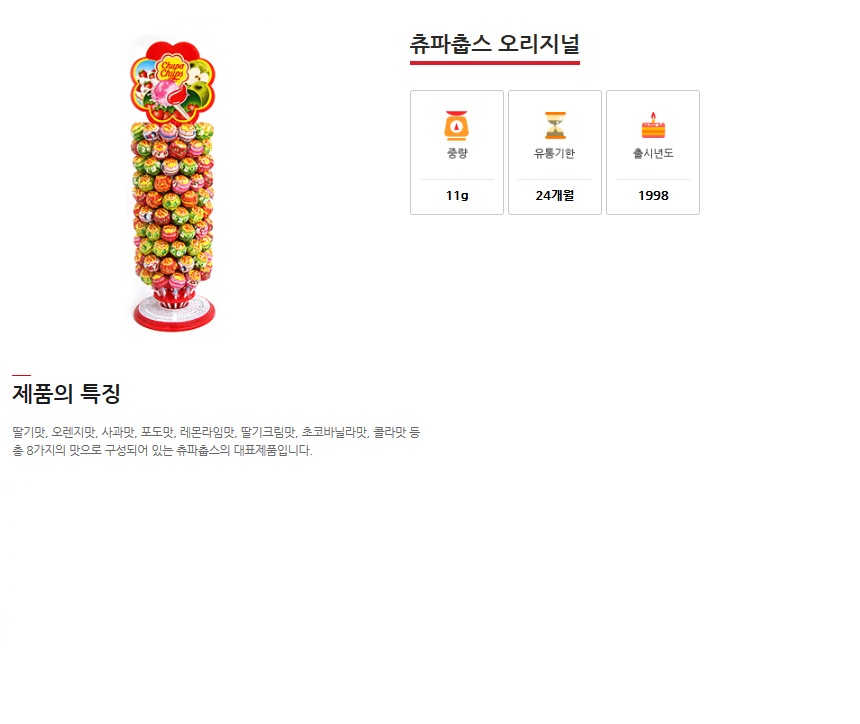 츄파춥스 오리지널
Chupa
Chups
중량
유통기한
출시년도
11g
24개월
1998
제품의 특징
딸기맛, 오렌지맛, 사과맛, 포도맛, 레몬라임맛, 딸기크림맛, 초코바닐라맛, 콜라맛 등
총 8가지의 맛으로 구성되어 있는 츄파춥스의 대표제품입니다.